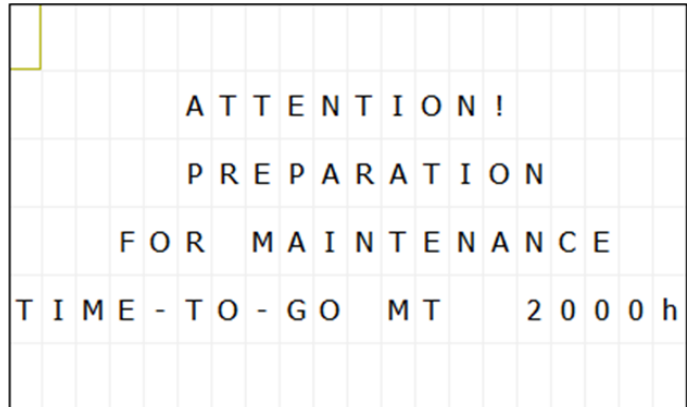 ATTENTION!
PREPARATION
FOR MAINTENANCE
TIME-TO-GO MT 2000h